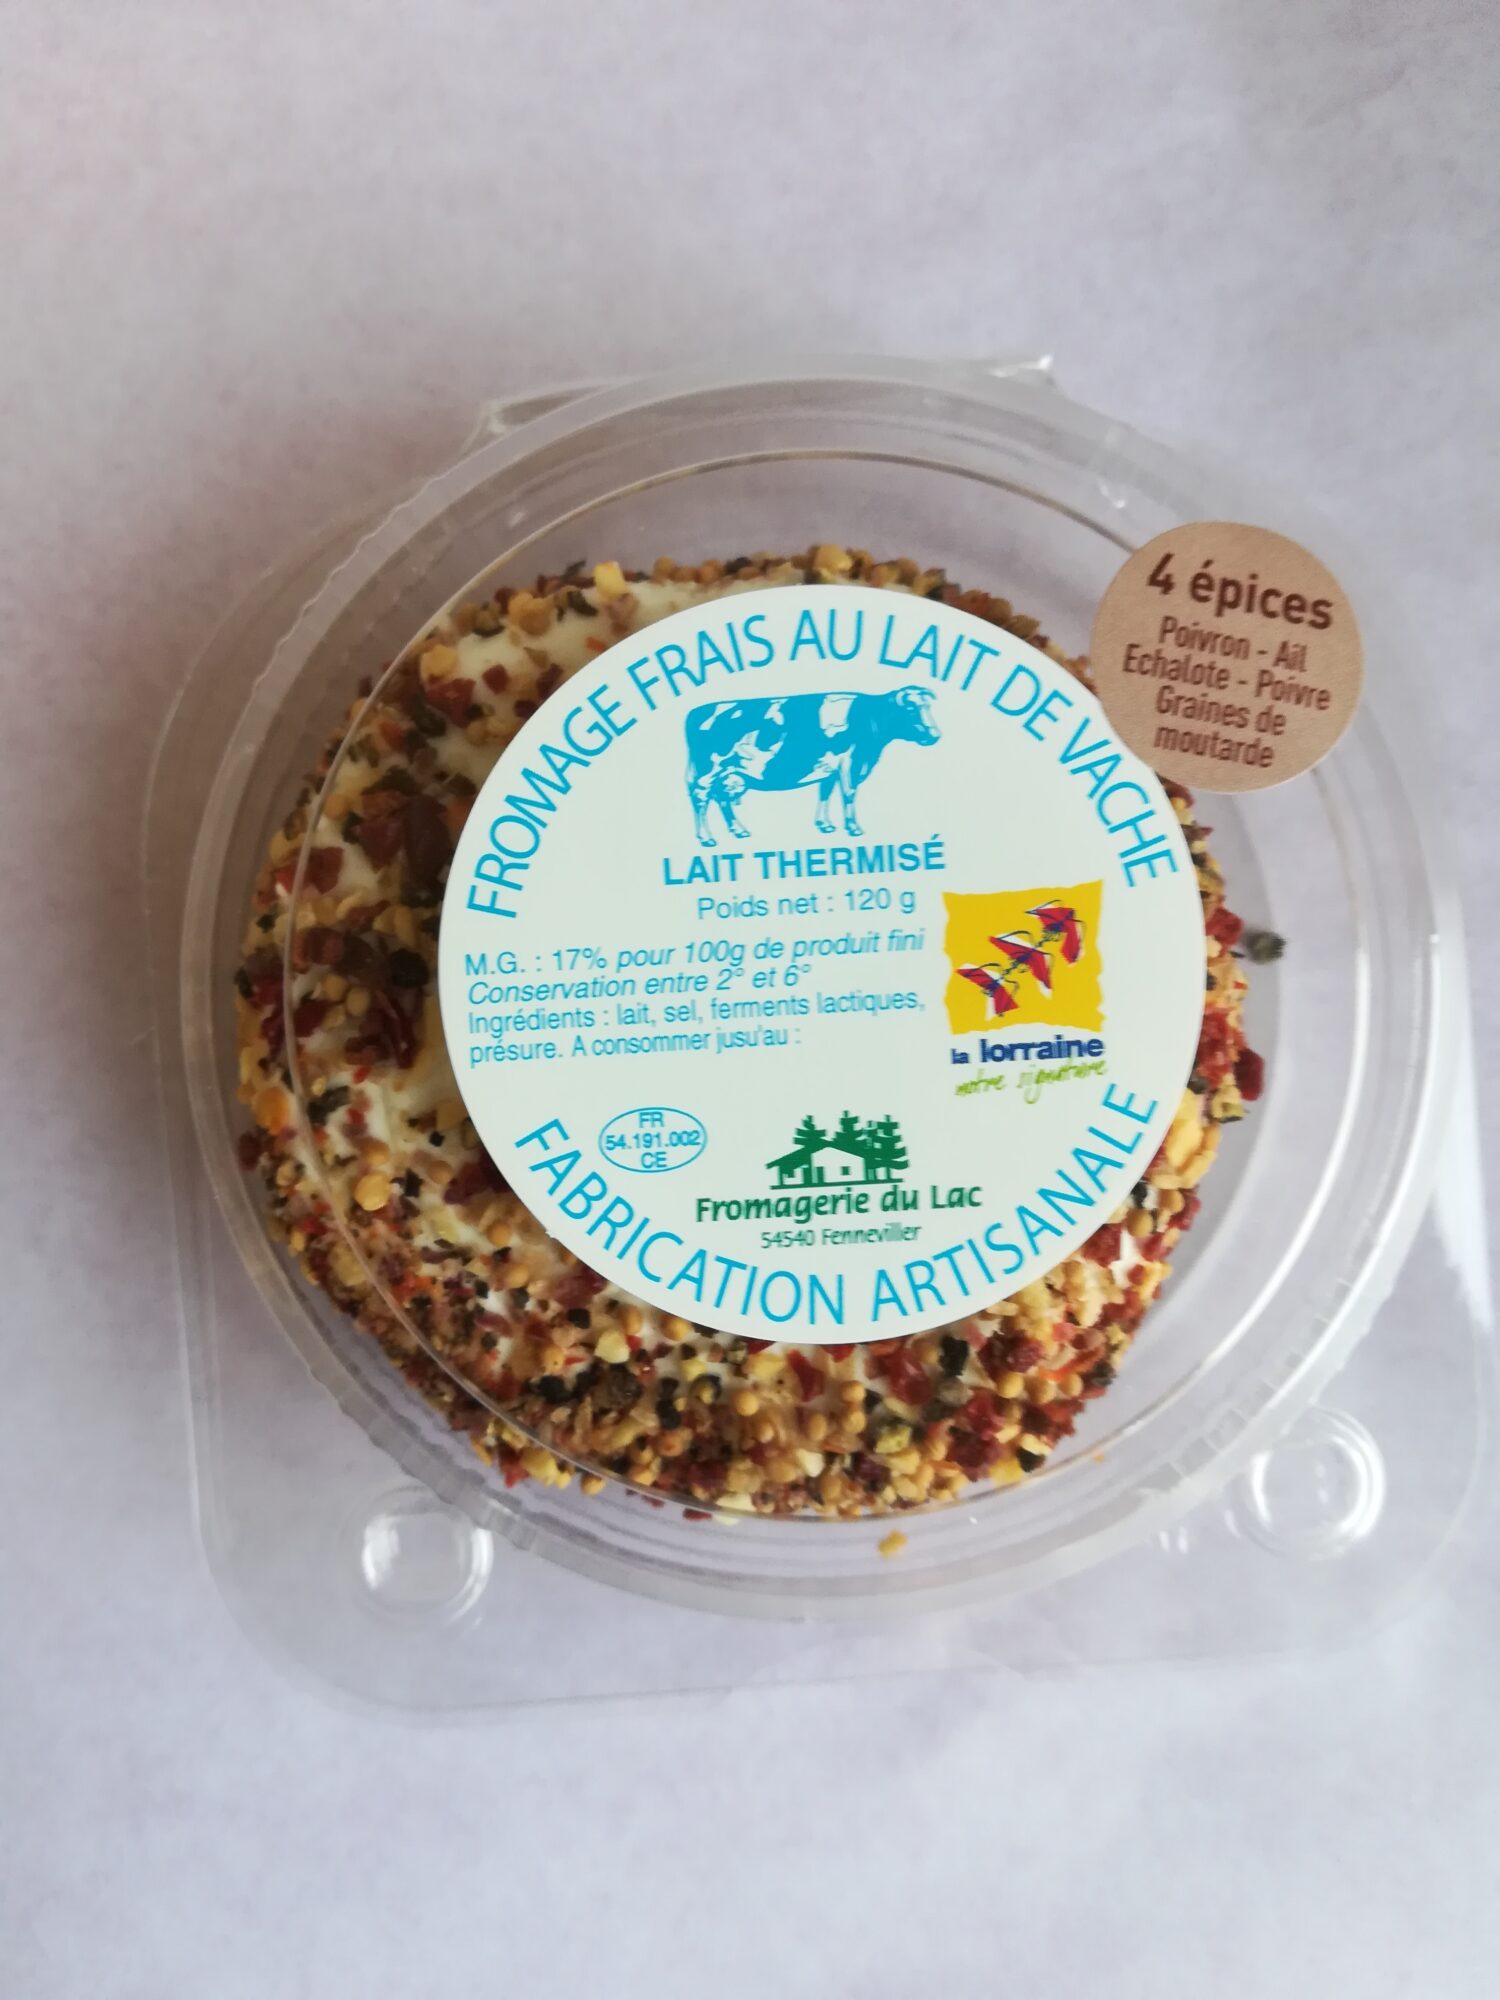 4 épices
Poivron - Ail
Echalote - Poivre
Graines de
moutarde
FROMAGE FRAIS AU LAIT DE VACHE
LAIT THERMISÉ
Poids net : 120 g
M.G. : 17% pour 100g de produit fini
Conservation entre 2° et 6°
Ingrédients : lait, sel, ferments lactiques,
présure. A consommer jusu'au :
la lorraine
notre signature
FR
54.191.002
CE
Fromagerie du Lac
54540 Fenneviller
FABRICATION ARTISANALE